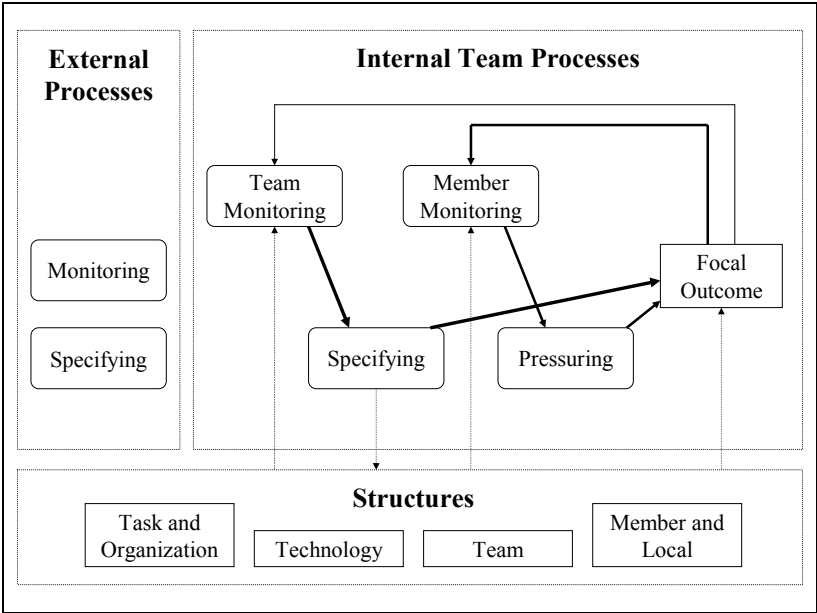 External
Processes
Internal Team Processes
Team
Monitoring
Member
Monitoring
Monitoring
Focal
Outcome
Specifying
Specifying
Pressuring
Structures
Task and
Organization
Technology
Team
Member and
Local